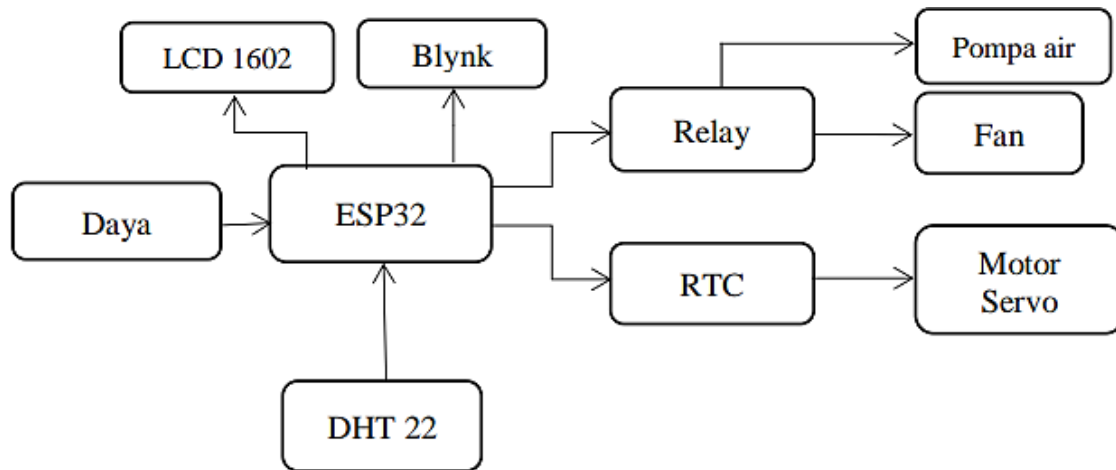 LCD 1602
Blynk
Pompa air
Relay
Fan
Daya
ESP32
RTC
Motor
Servo
DHT 22